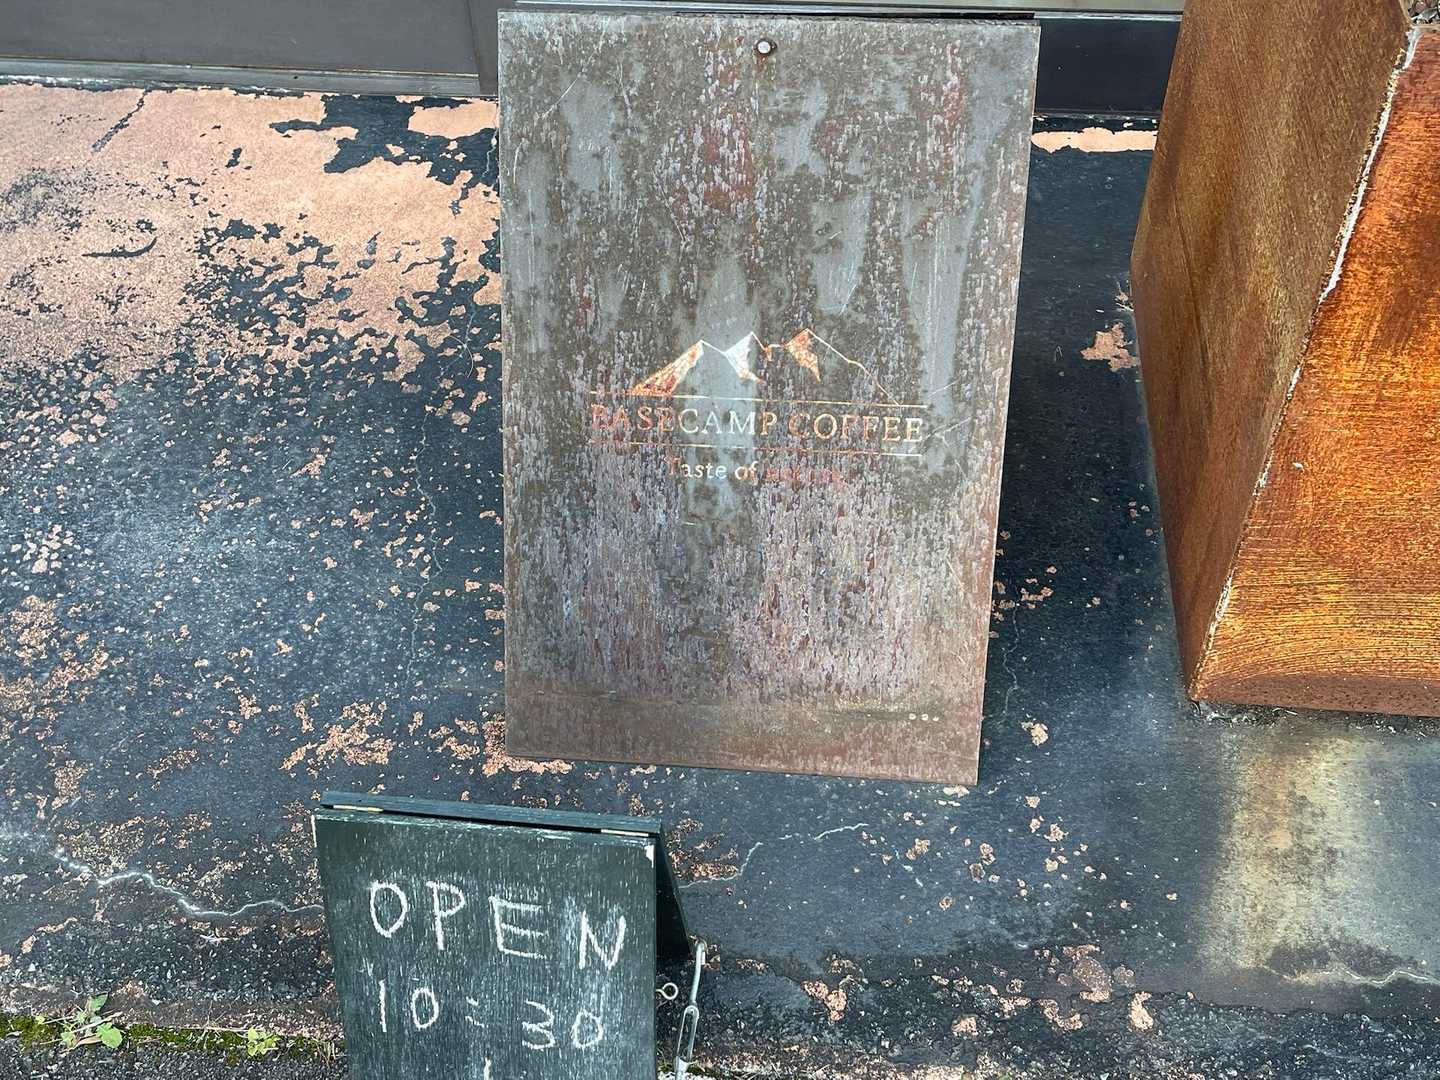 BASECAMP COFFEE
Taste of
OPEN
10:30